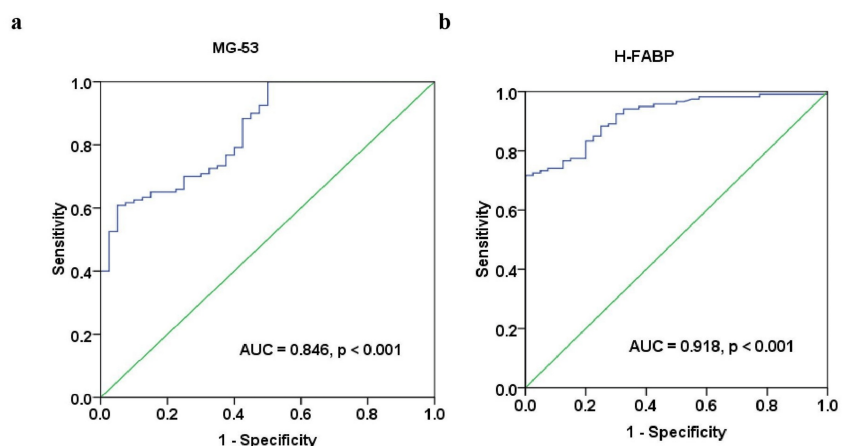 a
MG-53
1.0
0.8
0.6
0.4
0.2
0.0
Sensitivity
AUC = 0.846, p < 0.001
0.0 0.2 0.4 0.6 0.8 1.0
1 - Specificity
b
H-FABP
1.0
0.8
0.6
0.4
0.2
0.0
Sensitivity
AUC = 0.918, p < 0.001
0.0 0.2 0.4 0.6 0.8 1.0
1 - Specificity